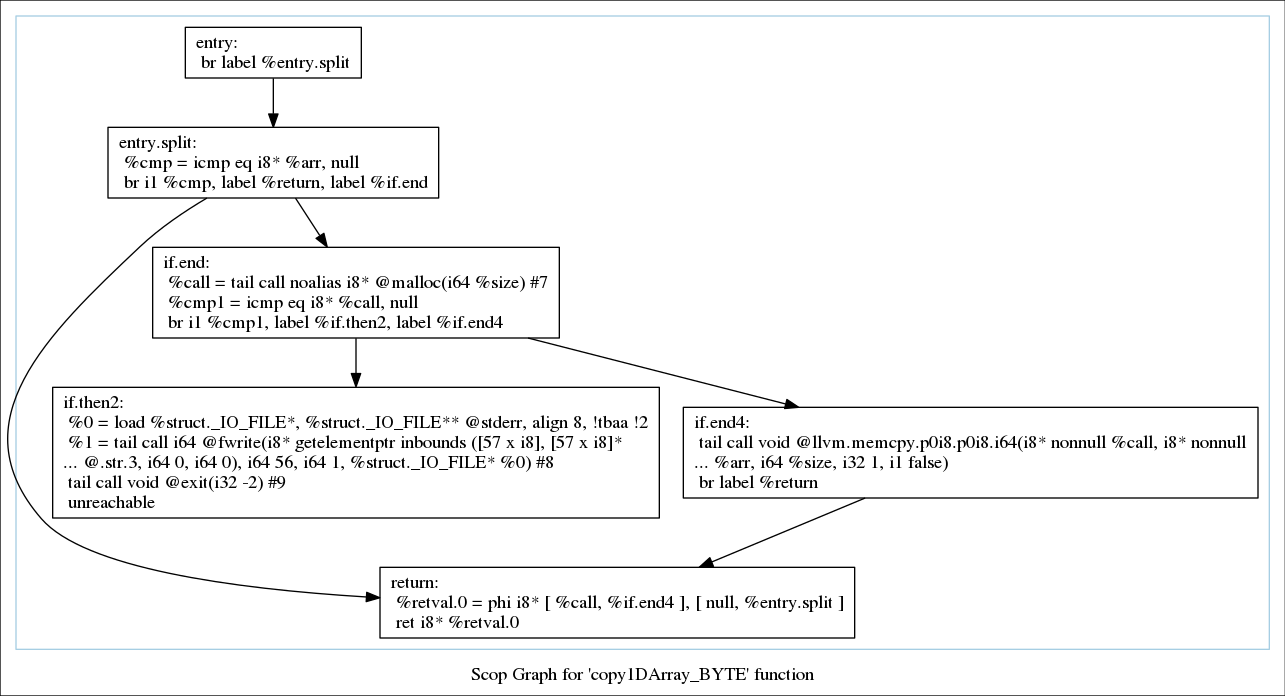 entry:
br label %entry.split
entry.split:
%cmp = icmp eq i8* %arr, null
br i1 %cmp, label %return, label %if.end
if.end:
%call = tail call noalias i8* @malloc(i64 %size) #7
%cmp1 = icmp eq i8* %call, null
br i1 %cmp1, label %if.then2, label %if.end4
if.then2:
%0 = load %struct._IO_FILE*, %struct._IO_FILE** @stderr, align 8, !tbaa !2
%1 = tail call i64 @fwrite(i8* getelementptr inbounds ([57 x i8], [57 x i8]*
... @.str.3, i64 0, i64 0), i64 56, i64 1, %struct._IO_FILE* %0) #8
tail call void @exit(i32 -2) #9
unreachable
if.end4:
tail call void @llvm.memcpy.p0i8.p0i8.i64(i8* nonnull %call, i8* nonnull
... %arr, i64 %size, i32 1, i1 false)
br label %return
return:
%retval.0 = phi i8* [ %call, %if.end4 ], [ null, %entry.split ]
ret i8* %retval.0
Scop Graph for 'copy1DArray_BYTE' function